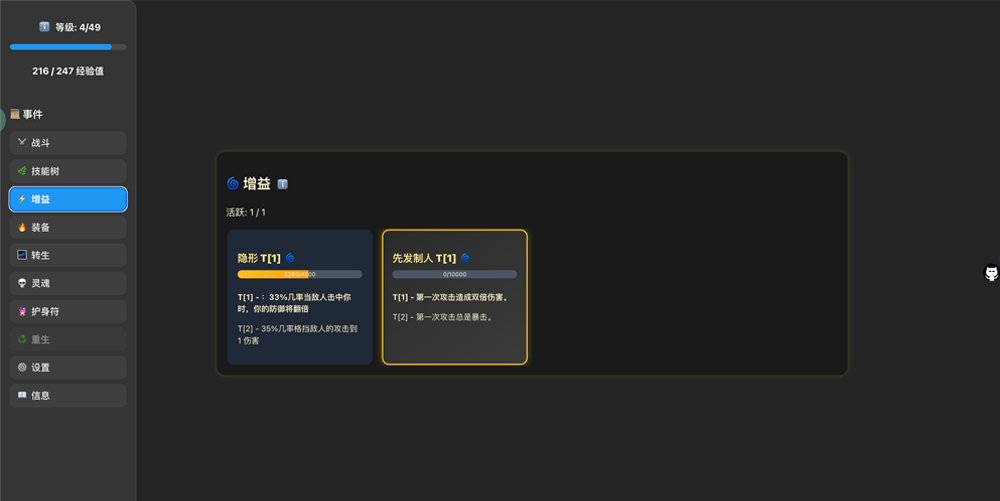 等级: 4/49
216 / 247 经验值
事件
战斗
技能树
增益
装备
转生
灵魂
护身符
重生
设置
信息
增益
活跃: 1 / 1
隐形 T[1]
2269/4000
T[1] - ：33%几率当敌人击中你
时，你的防御将翻倍
T[2] - 35%几率格挡敌人的攻击到
1 伤害
先发制人 T[1]
0/10000
T[1] - 第一次攻击造成双倍伤害。
T[2] - 第一次攻击总是暴击。